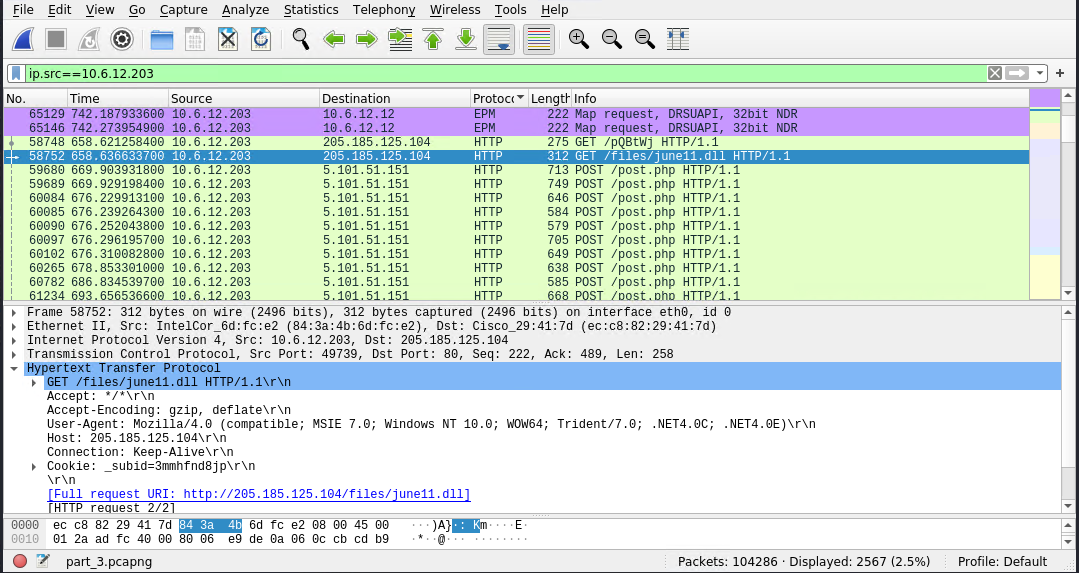 File Edit View Go Capture Analyze Statistics Telephony Wireless Tools Help
ip.src==10.6.12.203
No. Time Source Destination Protoc Length Info
65129 742.187933600 10.6.12.203 10.6.12.12 EPM 222 Map request, DRSUAPI, 32bit NDR
65146 742.273954900 10.6.12.203 10.6.12.12 EPM 222 Map request, DRSUAPI, 32bit NDR
58748 658.621258400 10.6.12.203 205.185.125.104 HTTP 275 GET /pQBtWj HTTP/1.1
58752 658.636633700 10.6.12.203 205.185.125.104 HTTP 312 GET /files/june11.dll HTTP/1.1
59680 669.903931800 10.6.12.203 5.101.51.151 HTTP 713 POST /post.php HTTP/1.1
59689 669.929198400 10.6.12.203 5.101.51.151 HTTP 749 POST /post.php HTTP/1.1
60084 676.229913100 10.6.12.203 5.101.51.151 HTTP 646 POST /post.php HTTP/1.1
60085 676.239264300 10.6.12.203 5.101.51.151 HTTP 584 POST /post.php HTTP/1.1
60090 676.252043800 10.6.12.203 5.101.51.151 HTTP 579 POST /post.php HTTP/1.1
60097 676.296195700 10.6.12.203 5.101.51.151 HTTP 705 POST /post.php HTTP/1.1
60102 676.310082800 10.6.12.203 5.101.51.151 HTTP 649 POST /post.php HTTP/1.1
60265 678.853301000 10.6.12.203 5.101.51.151 HTTP 638 POST /post.php HTTP/1.1
60782 686.834539700 10.6.12.203 5.101.51.151 HTTP 585 POST /post.php HTTP/1.1
61234 693.656536600 10.6.12.203 5.101.51.151 HTTP 668 POST /post.php HTTP/1.1
Frame 58752: 312 bytes on wire (2496 bits), 312 bytes captured (2496 bits) on interface eth0, id 0
Ethernet II, Src: IntelCor_6d:fc:e2 (84:3a:4b:6d:fc:e2), Dst: Cisco_29:41:7d (ec:c8:82:29:41:7d)
Internet Protocol Version 4, Src: 10.6.12.203, Dst: 205.185.125.104
Transmission Control Protocol, Src Port: 49739, Dst Port: 80, Seq: 222, Ack: 489, Len: 258
Hypertext Transfer Protocol
GET /files/june11.dll HTTP/1.1\r\n
Accept: */*\r\n
Accept-Encoding: gzip, deflate\r\n
User-Agent: Mozilla/4.0 (compatible; MSIE 7.0; Windows NT 10.0; WOW64; Trident/7.0; .NET4.0C; .NET4.0E)\r\n
Host: 205.185.125.104\r\n
Connection: Keep-Alive\r\n
Cookie: _subid=3mmhfnd8jp\r\n
\r\n
[Full request URI: http://205.185.125.104/files/june11.dll]
[HTTP request 2/2]
0000 ec c8 82 29 41 7d 84 3a 4b 6d fc e2 08 00 45 00 ···)A}·: Km····E·
0010 01 2a ad fc 40 00 80 06 e9 de 0a 06 0c cb cd b9 ·*··@··· ········
part_3.pcapng Packets: 104286 · Displayed: 2567 (2.5%) Profile: Default